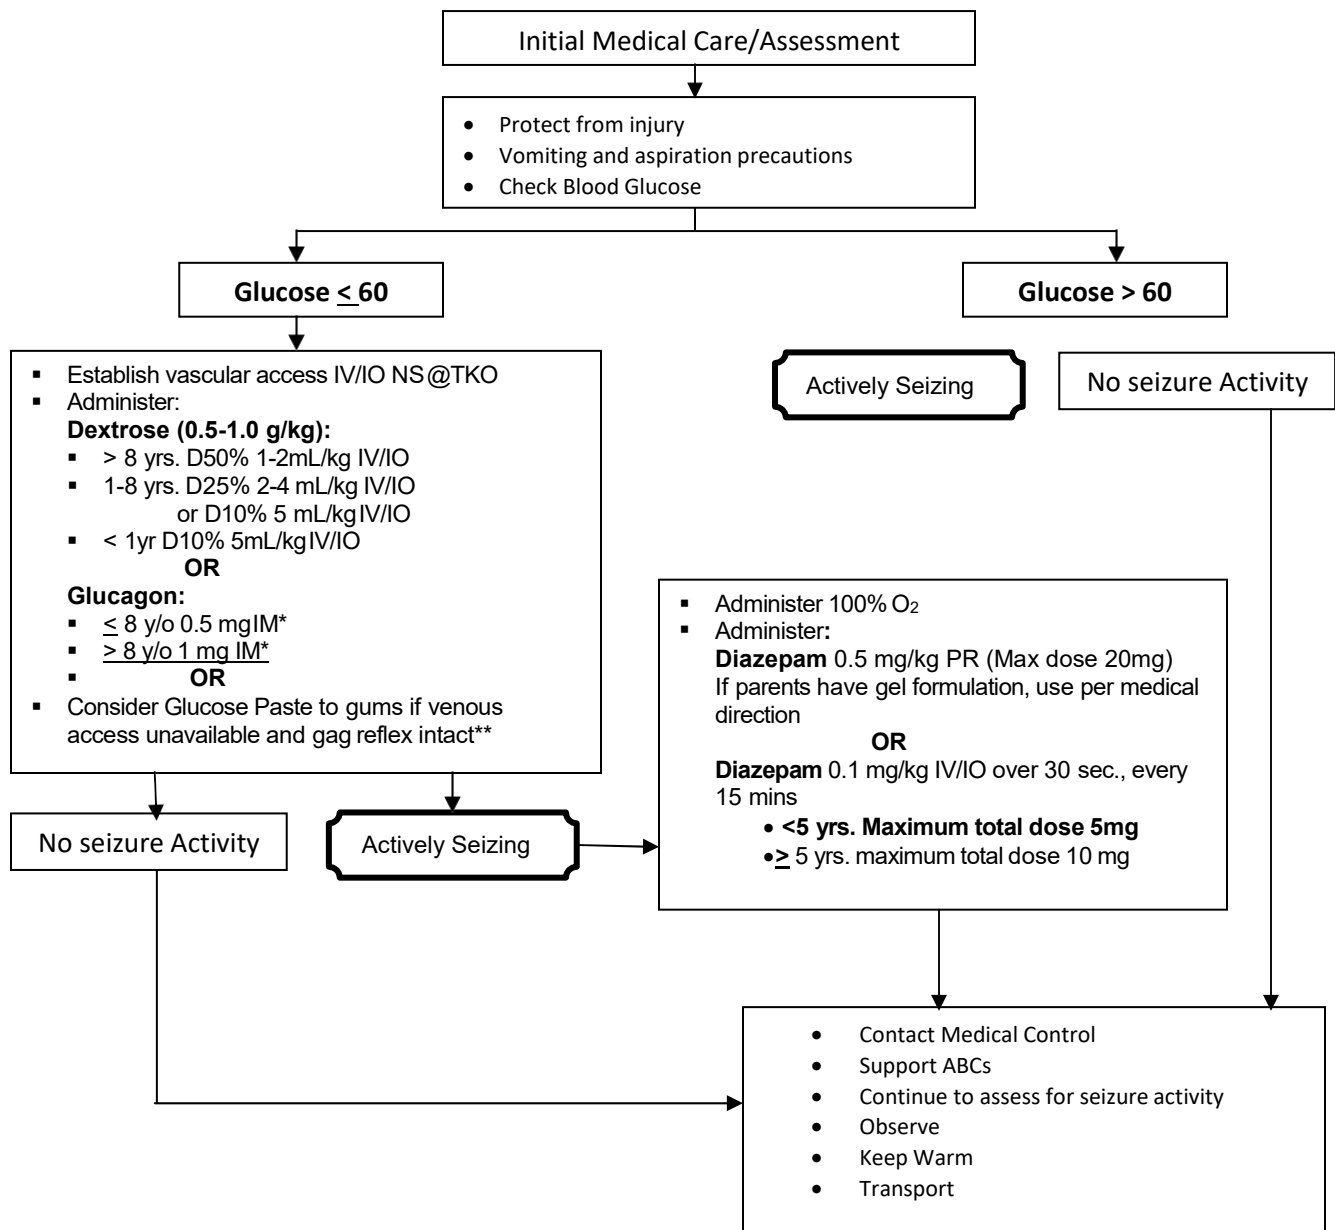 Initial Medical Care/Assessment
• Protect from injury
• Vomiting and aspiration precautions
• Check Blood Glucose
Glucose < 60
Glucose > 60
▪ Establish vascular access IV/IO NS@TKO
▪ Administer:
Dextrose (0.5-1.0 g/kg):
▪ > 8 yrs. D50% 1-2mL/kg IV/IO
▪ 1-8 yrs. D25% 2-4 mL/kg IV/IO
or D10% 5 mL/kg IV/IO
▪ < 1yr D10% 5mL/kg IV/IO
OR
Glucagon:
▪ < 8 y/o 0.5 mg IM*
▪ > 8 y/o 1 mg IM*
▪ OR
▪ Consider Glucose Paste to gums if venous
access unavailable and gag reflex intact**
Actively Seizing
No seizure Activity
▪ Administer 100% O2
▪ Administer:
Diazepam 0.5 mg/kg PR (Max dose 20mg)
If parents have gel formulation, use per medical
direction
OR
Diazepam 0.1 mg/kg IV/IO over 30 sec., every
15 mins
• <5 yrs. Maximum total dose 5mg
• > 5 yrs. maximum total dose 10 mg
No seizure Activity
Actively Seizing
• Contact Medical Control
• Support ABCs
• Continue to assess for seizure activity
• Observe
• Keep Warm
• Transport